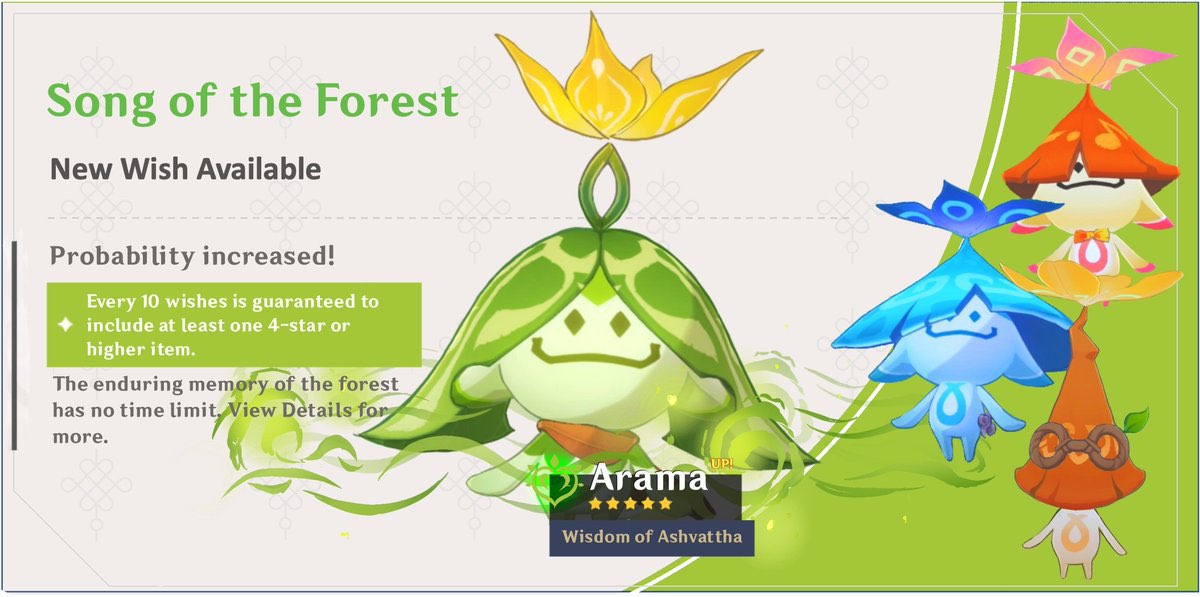 Song of the Forest
New Wish Available
Probability increased!
Every 10 wishes is guaranteed to
include at least one 4-star or
higher item.
The enduring memory of the forest
has no time limit. View Details for
more.
Arama UP!
Wisdom of Ashvattha